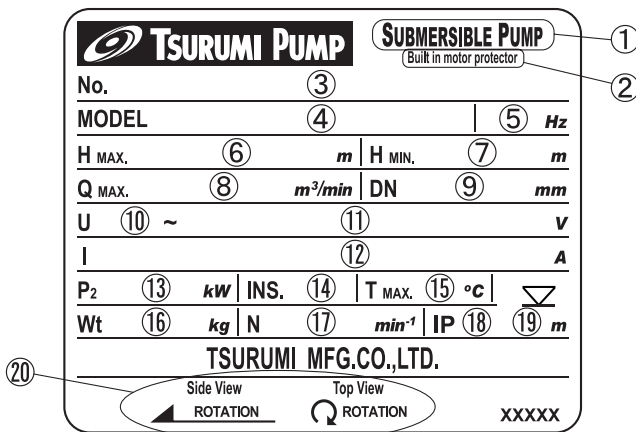 TSURUMI PUMP SUBMERSIBLE PUMP ①
Built in motor protector ②
No. ③
MODEL ④ ⑤ Hz
H MAX. ⑥ m H MIN. ⑦ m
Q MAX. ⑧ m³/min DN ⑨ mm
U ⑩ ~ ⑪ V
I ⑫ A
P₂ ⑬ kW INS. ⑭ T MAX. ⑮ °C
Wt ⑯ kg N ⑰ min⁻¹ IP ⑱ ⑲ m
TSURUMI MFG.CO.,LTD.
⑳ Side View Top View
ROTATION ROTATION XXXXX